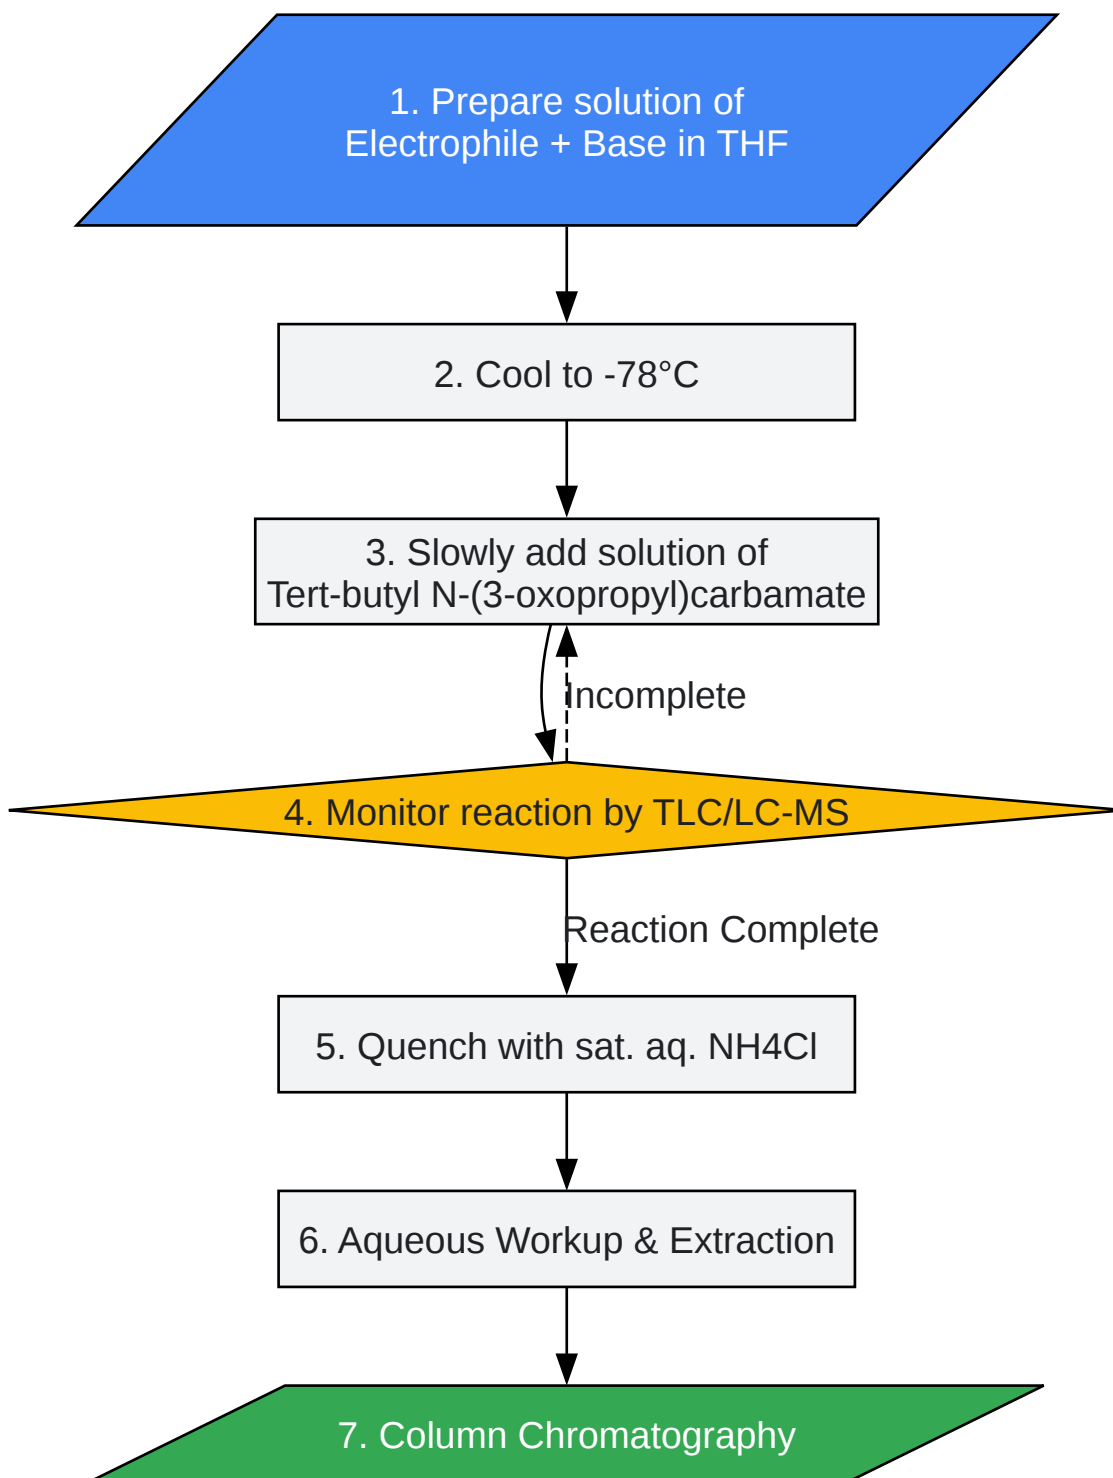 1. Prepare solution of
Electrophile + Base in THF
2. Cool to -78°C
3. Slowly add solution of
Tert-butyl N-(3-oxopropyl)carbamate
Incomplete
4. Monitor reaction by TLC/LC-MS
Reaction Complete
5. Quench with sat. aq. NH4Cl
6. Aqueous Workup & Extraction
7. Column Chromatography